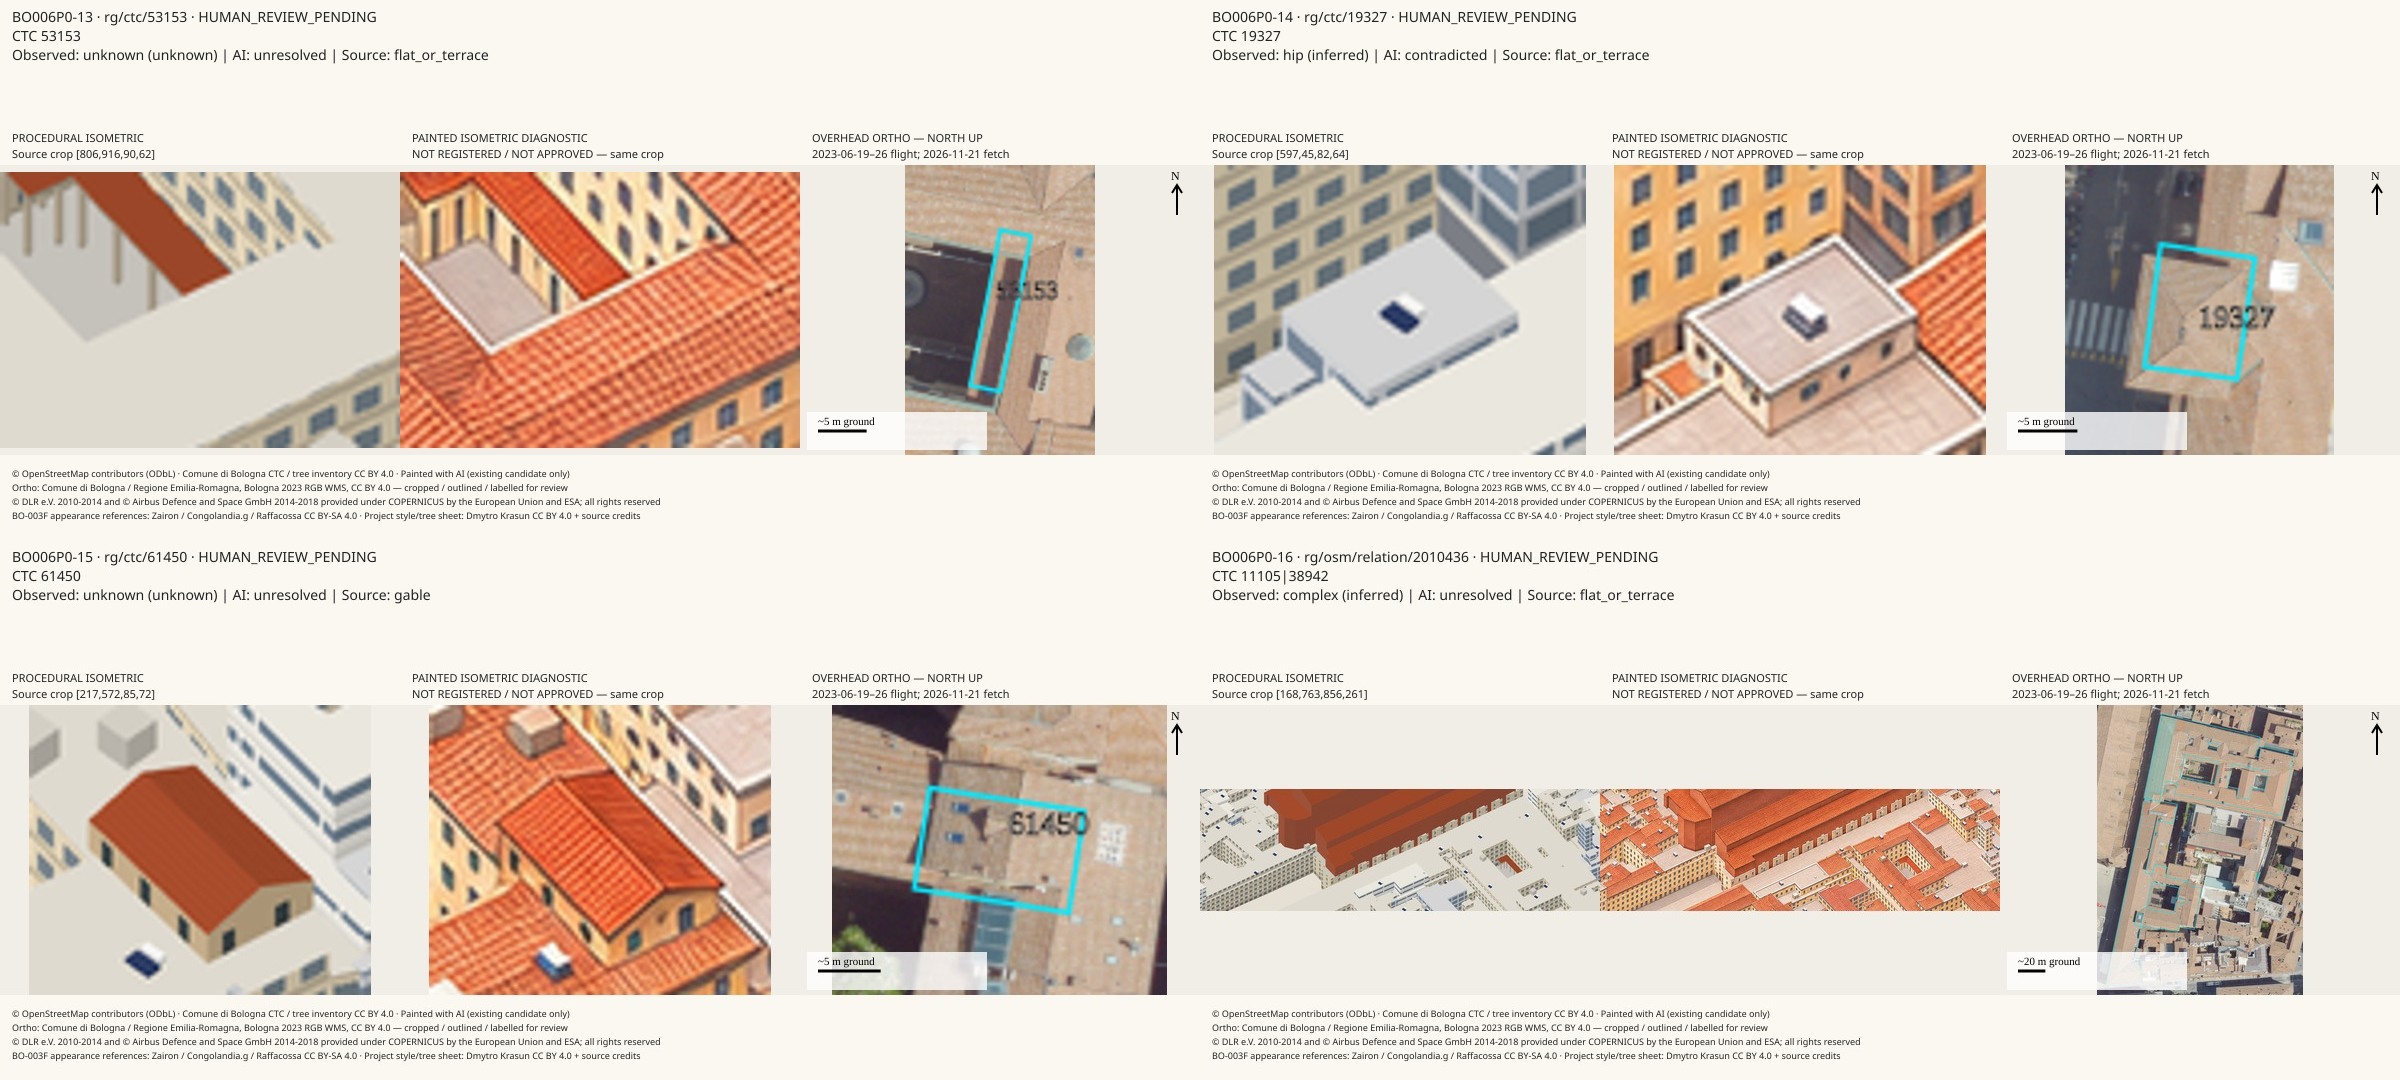 BO006P0-13 · rg/ctc/53153 · HUMAN_REVIEW_PENDING
CTC 53153
Observed: unknown (unknown) | AI: unresolved | Source: flat_or_terrace
PROCEDURAL ISOMETRIC
Source crop [806,916,90,62]
PAINTED ISOMETRIC DIAGNOSTIC
NOT REGISTERED / NOT APPROVED — same crop
OVERHEAD ORTHO — NORTH UP
2023-06-19–26 flight; 2026-11-21 fetch
N
53153
~5 m ground
© OpenStreetMap contributors (ODbL) · Comune di Bologna CTC / tree inventory CC BY 4.0 · Painted with AI (existing candidate only)
Ortho: Comune di Bologna / Regione Emilia-Romagna, Bologna 2023 RGB WMS, CC BY 4.0 — cropped / outlined / labelled for review
© DLR e.V. 2010-2014 and © Airbus Defence and Space GmbH 2014-2018 provided under COPERNICUS by the European Union and ESA; all rights reserved
BO-003F appearance references: Zairon / Congolandia.g / Raffacossa CC BY-SA 4.0 · Project style/tree sheet: Dmytro Krasun CC BY 4.0 + source credits
BO006P0-14 · rg/ctc/19327 · HUMAN_REVIEW_PENDING
CTC 19327
Observed: hip (inferred) | AI: contradicted | Source: flat_or_terrace
PROCEDURAL ISOMETRIC
Source crop [597,45,82,64]
PAINTED ISOMETRIC DIAGNOSTIC
NOT REGISTERED / NOT APPROVED — same crop
OVERHEAD ORTHO — NORTH UP
2023-06-19–26 flight; 2026-11-21 fetch
N
19327
~5 m ground
© OpenStreetMap contributors (ODbL) · Comune di Bologna CTC / tree inventory CC BY 4.0 · Painted with AI (existing candidate only)
Ortho: Comune di Bologna / Regione Emilia-Romagna, Bologna 2023 RGB WMS, CC BY 4.0 — cropped / outlined / labelled for review
© DLR e.V. 2010-2014 and © Airbus Defence and Space GmbH 2014-2018 provided under COPERNICUS by the European Union and ESA; all rights reserved
BO-003F appearance references: Zairon / Congolandia.g / Raffacossa CC BY-SA 4.0 · Project style/tree sheet: Dmytro Krasun CC BY 4.0 + source credits
BO006P0-15 · rg/ctc/61450 · HUMAN_REVIEW_PENDING
CTC 61450
Observed: unknown (unknown) | AI: unresolved | Source: gable
PROCEDURAL ISOMETRIC
Source crop [217,572,85,72]
PAINTED ISOMETRIC DIAGNOSTIC
NOT REGISTERED / NOT APPROVED — same crop
OVERHEAD ORTHO — NORTH UP
2023-06-19–26 flight; 2026-11-21 fetch
N
61450
~5 m ground
© OpenStreetMap contributors (ODbL) · Comune di Bologna CTC / tree inventory CC BY 4.0 · Painted with AI (existing candidate only)
Ortho: Comune di Bologna / Regione Emilia-Romagna, Bologna 2023 RGB WMS, CC BY 4.0 — cropped / outlined / labelled for review
© DLR e.V. 2010-2014 and © Airbus Defence and Space GmbH 2014-2018 provided under COPERNICUS by the European Union and ESA; all rights reserved
BO-003F appearance references: Zairon / Congolandia.g / Raffacossa CC BY-SA 4.0 · Project style/tree sheet: Dmytro Krasun CC BY 4.0 + source credits
BO006P0-16 · rg/osm/relation/2010436 · HUMAN_REVIEW_PENDING
CTC 11105|38942
Observed: complex (inferred) | AI: unresolved | Source: flat_or_terrace
PROCEDURAL ISOMETRIC
Source crop [168,763,856,261]
PAINTED ISOMETRIC DIAGNOSTIC
NOT REGISTERED / NOT APPROVED — same crop
OVERHEAD ORTHO — NORTH UP
2023-06-19–26 flight; 2026-11-21 fetch
N
~20 m ground
© OpenStreetMap contributors (ODbL) · Comune di Bologna CTC / tree inventory CC BY 4.0 · Painted with AI (existing candidate only)
Ortho: Comune di Bologna / Regione Emilia-Romagna, Bologna 2023 RGB WMS, CC BY 4.0 — cropped / outlined / labelled for review
© DLR e.V. 2010-2014 and © Airbus Defence and Space GmbH 2014-2018 provided under COPERNICUS by the European Union and ESA; all rights reserved
BO-003F appearance references: Zairon / Congolandia.g / Raffacossa CC BY-SA 4.0 · Project style/tree sheet: Dmytro Krasun CC BY 4.0 + source credits